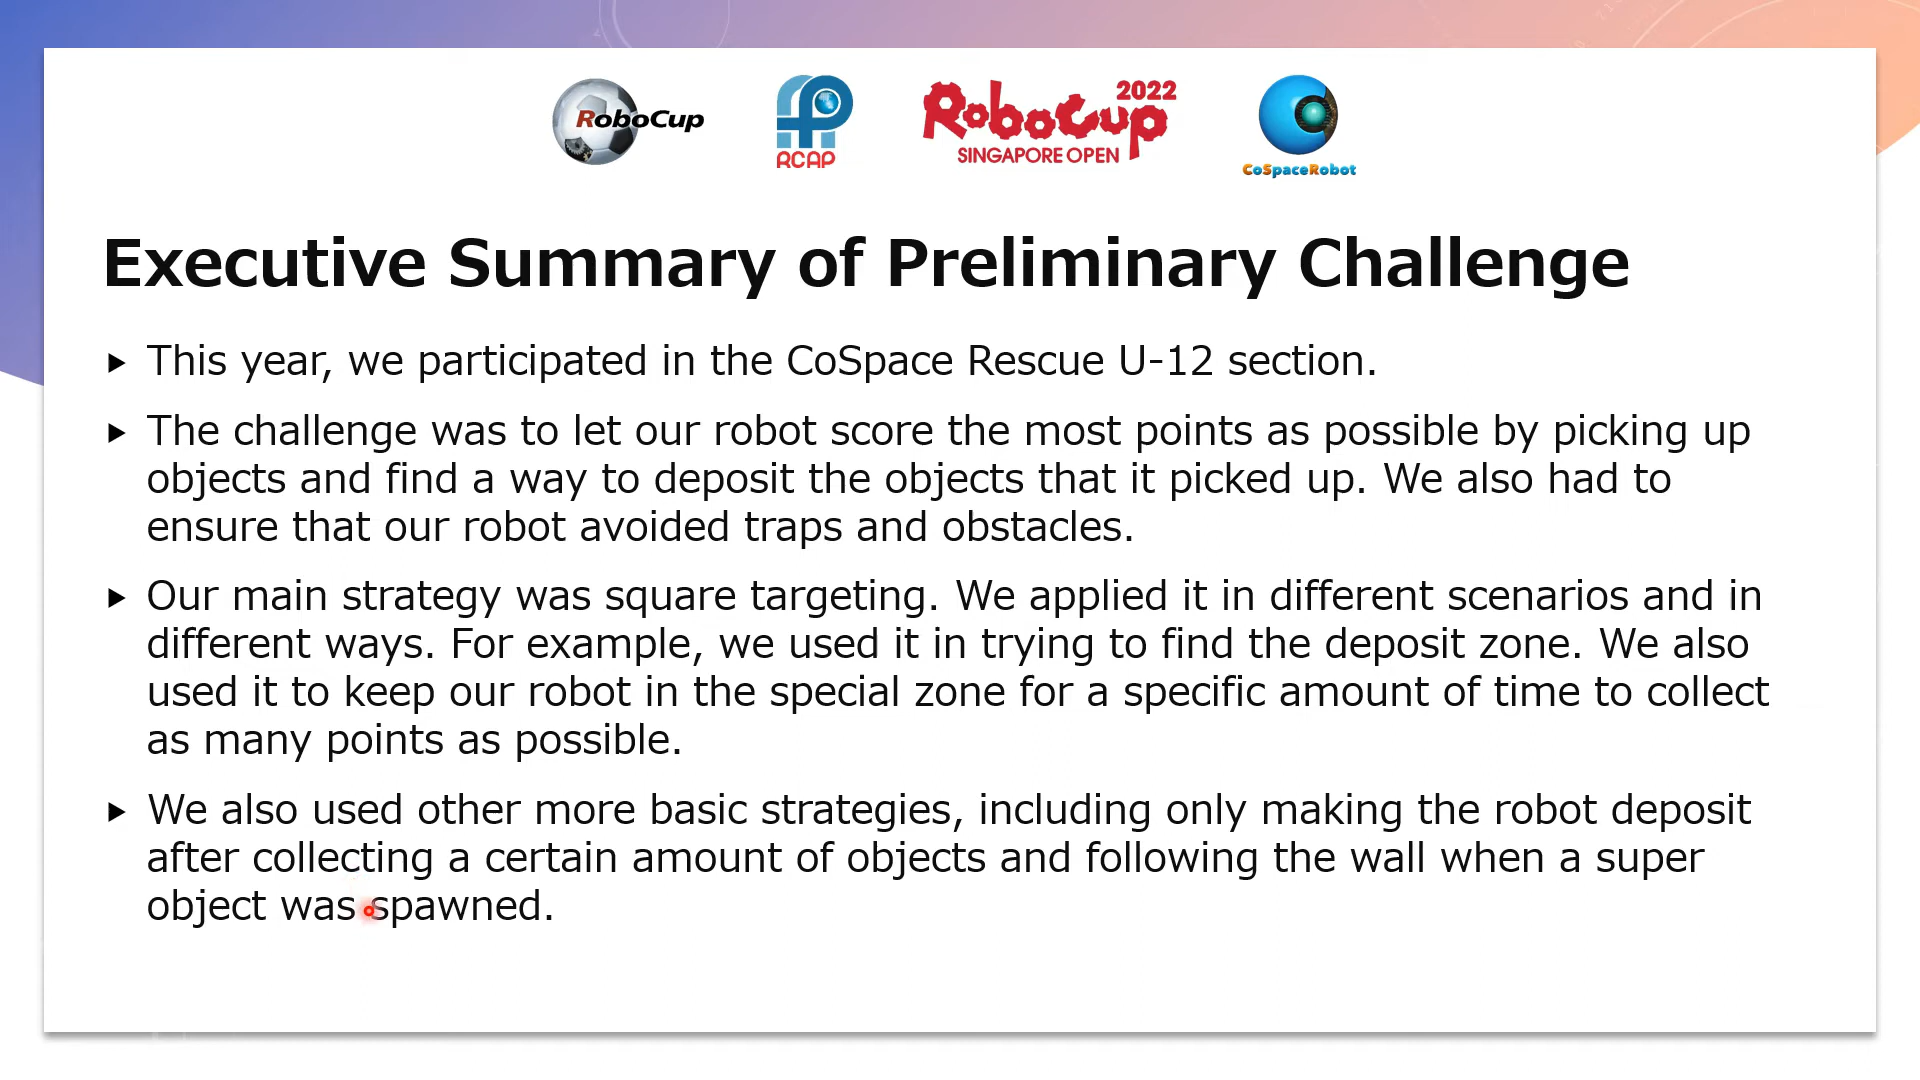 RoboCup
RCAP
RoboCup 2022
SINGAPORE OPEN
CoSpaceRobot
Executive Summary of Preliminary Challenge
This year, we participated in the CoSpace Rescue U-12 section.
The challenge was to let our robot score the most points as possible by picking up
objects and find a way to deposit the objects that it picked up. We also had to
ensure that our robot avoided traps and obstacles.
Our main strategy was square targeting. We applied it in different scenarios and in
different ways. For example, we used it in trying to find the deposit zone. We also
used it to keep our robot in the special zone for a specific amount of time to collect
as many points as possible.
We also used other more basic strategies, including only making the robot deposit
after collecting a certain amount of objects and following the wall when a super
object was spawned.